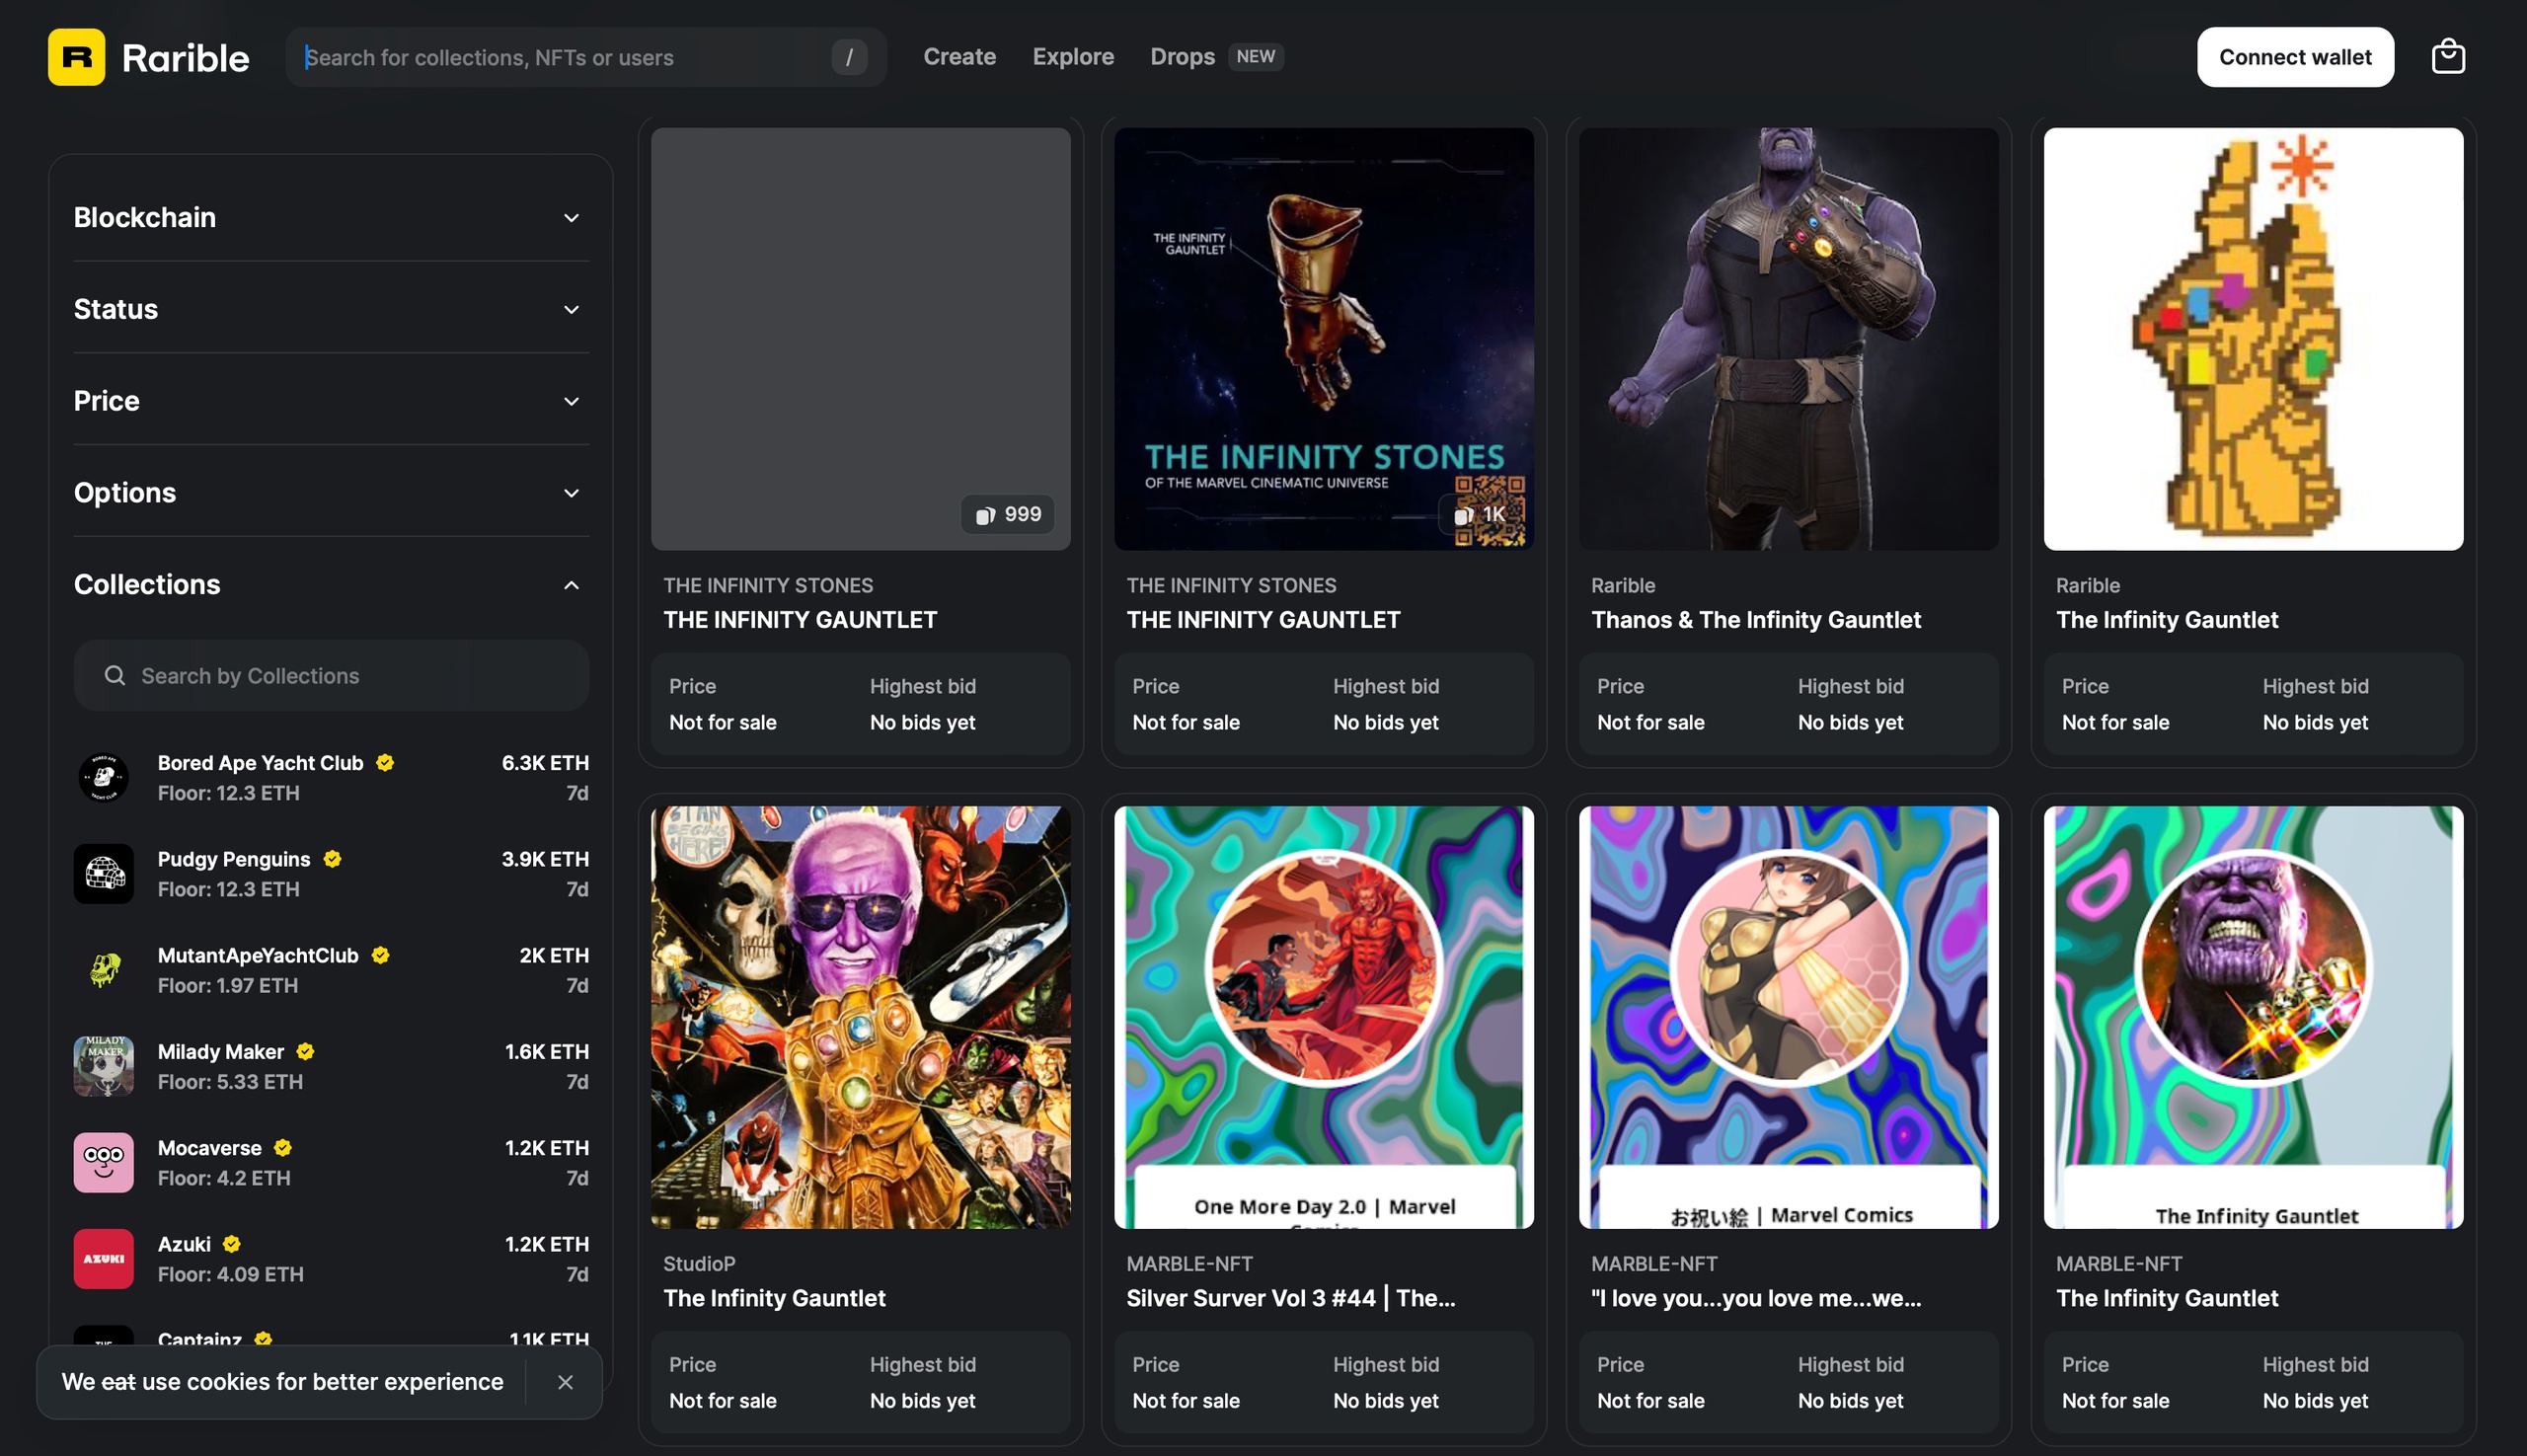 R Rarible
Search for collections, NFTs or users
/
Create
Explore
Drops NEW
Connect wallet
Blockchain
Status
Price
Options
Collections
Search by Collections
Bored Ape Yacht Club 6.3K ETH
Floor: 12.3 ETH 7d
Pudgy Penguins 3.9K ETH
Floor: 12.3 ETH 7d
MutantApeYachtClub 2K ETH
Floor: 1.97 ETH 7d
MILADY
MAKER
Milady Maker 1.6K ETH
Floor: 5.33 ETH 7d
Mocaverse 1.2K ETH
Floor: 4.2 ETH 7d
AZUKI
Azuki 1.2K ETH
Floor: 4.09 ETH 7d
Captainz 1.1K ETH
We eat use cookies for better experience
999
THE INFINITY STONES
THE INFINITY GAUNTLET
Price Highest bid
Not for sale No bids yet
THE INFINITY
GAUNTLET
THE INFINITY STONES
OF THE MARVEL CINEMATIC UNIVERSE
1K
THE INFINITY STONES
THE INFINITY GAUNTLET
Price Highest bid
Not for sale No bids yet
Rarible
Thanos & The Infinity Gauntlet
Price Highest bid
Not for sale No bids yet
Rarible
The Infinity Gauntlet
Price Highest bid
Not for sale No bids yet
STAN
BEGINS
HERE!
StudioP
The Infinity Gauntlet
Price Highest bid
Not for sale No bids yet
One More Day 2.0 | Marvel
Comics
MARBLE-NFT
Silver Surver Vol 3 #44 | The...
Price Highest bid
Not for sale No bids yet
お祝い絵 | Marvel Comics
MARBLE-NFT
"I love you...you love me...we...
Price Highest bid
Not for sale No bids yet
The Infinity Gauntlet
MARBLE-NFT
The Infinity Gauntlet
Price Highest bid
Not for sale No bids yet